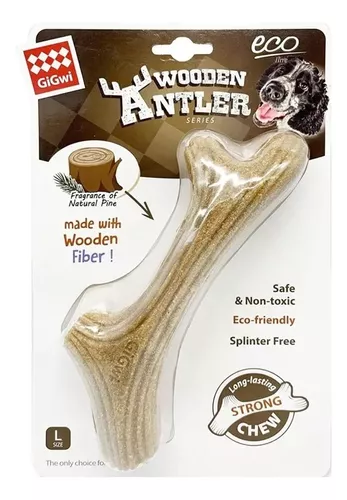 GiGwi
eco
line
WOODEN
ANTLER
SERIES
Fragrance of
Natural Pine
made with
Wooden
Fiber !
Safe
& Non-toxic
Eco-friendly
Splinter Free
GiGwi
Long-lasting
STRONG
CHEW
L
SIZE
The only choice fo